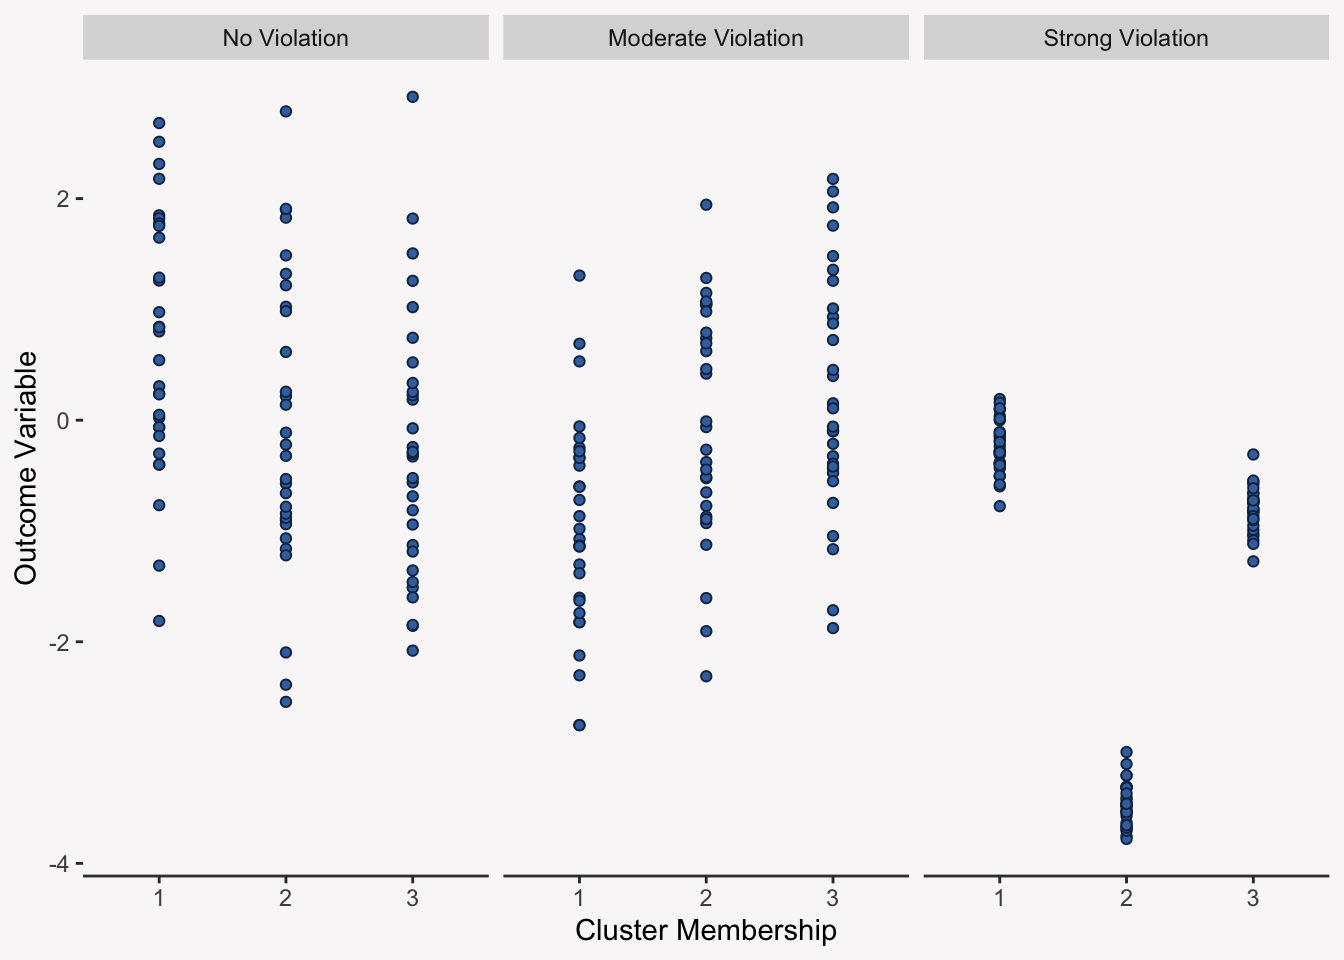 No Violation
Moderate Violation
Strong Violation
Outcome Variable
2
0
-2
-4
1 2 3
1 2 3
1 2 3
Cluster Membership